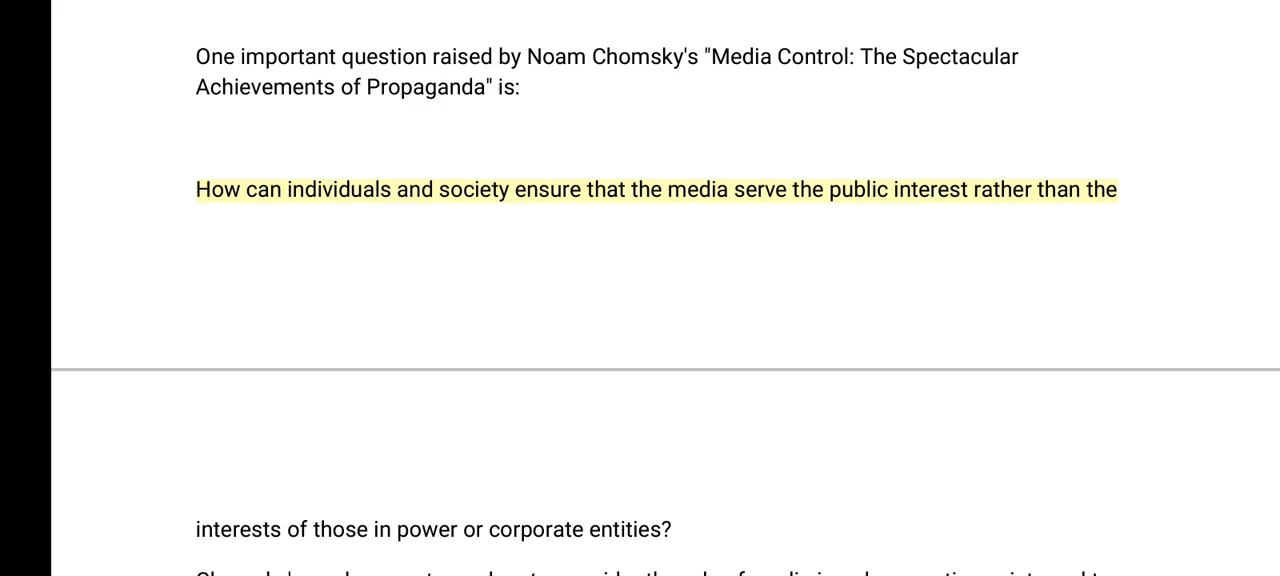 One important question raised by Noam Chomsky's "Media Control: The Spectacular
Achievements of Propaganda" is:
How can individuals and society ensure that the media serve the public interest rather than the
interests of those in power or corporate entities?